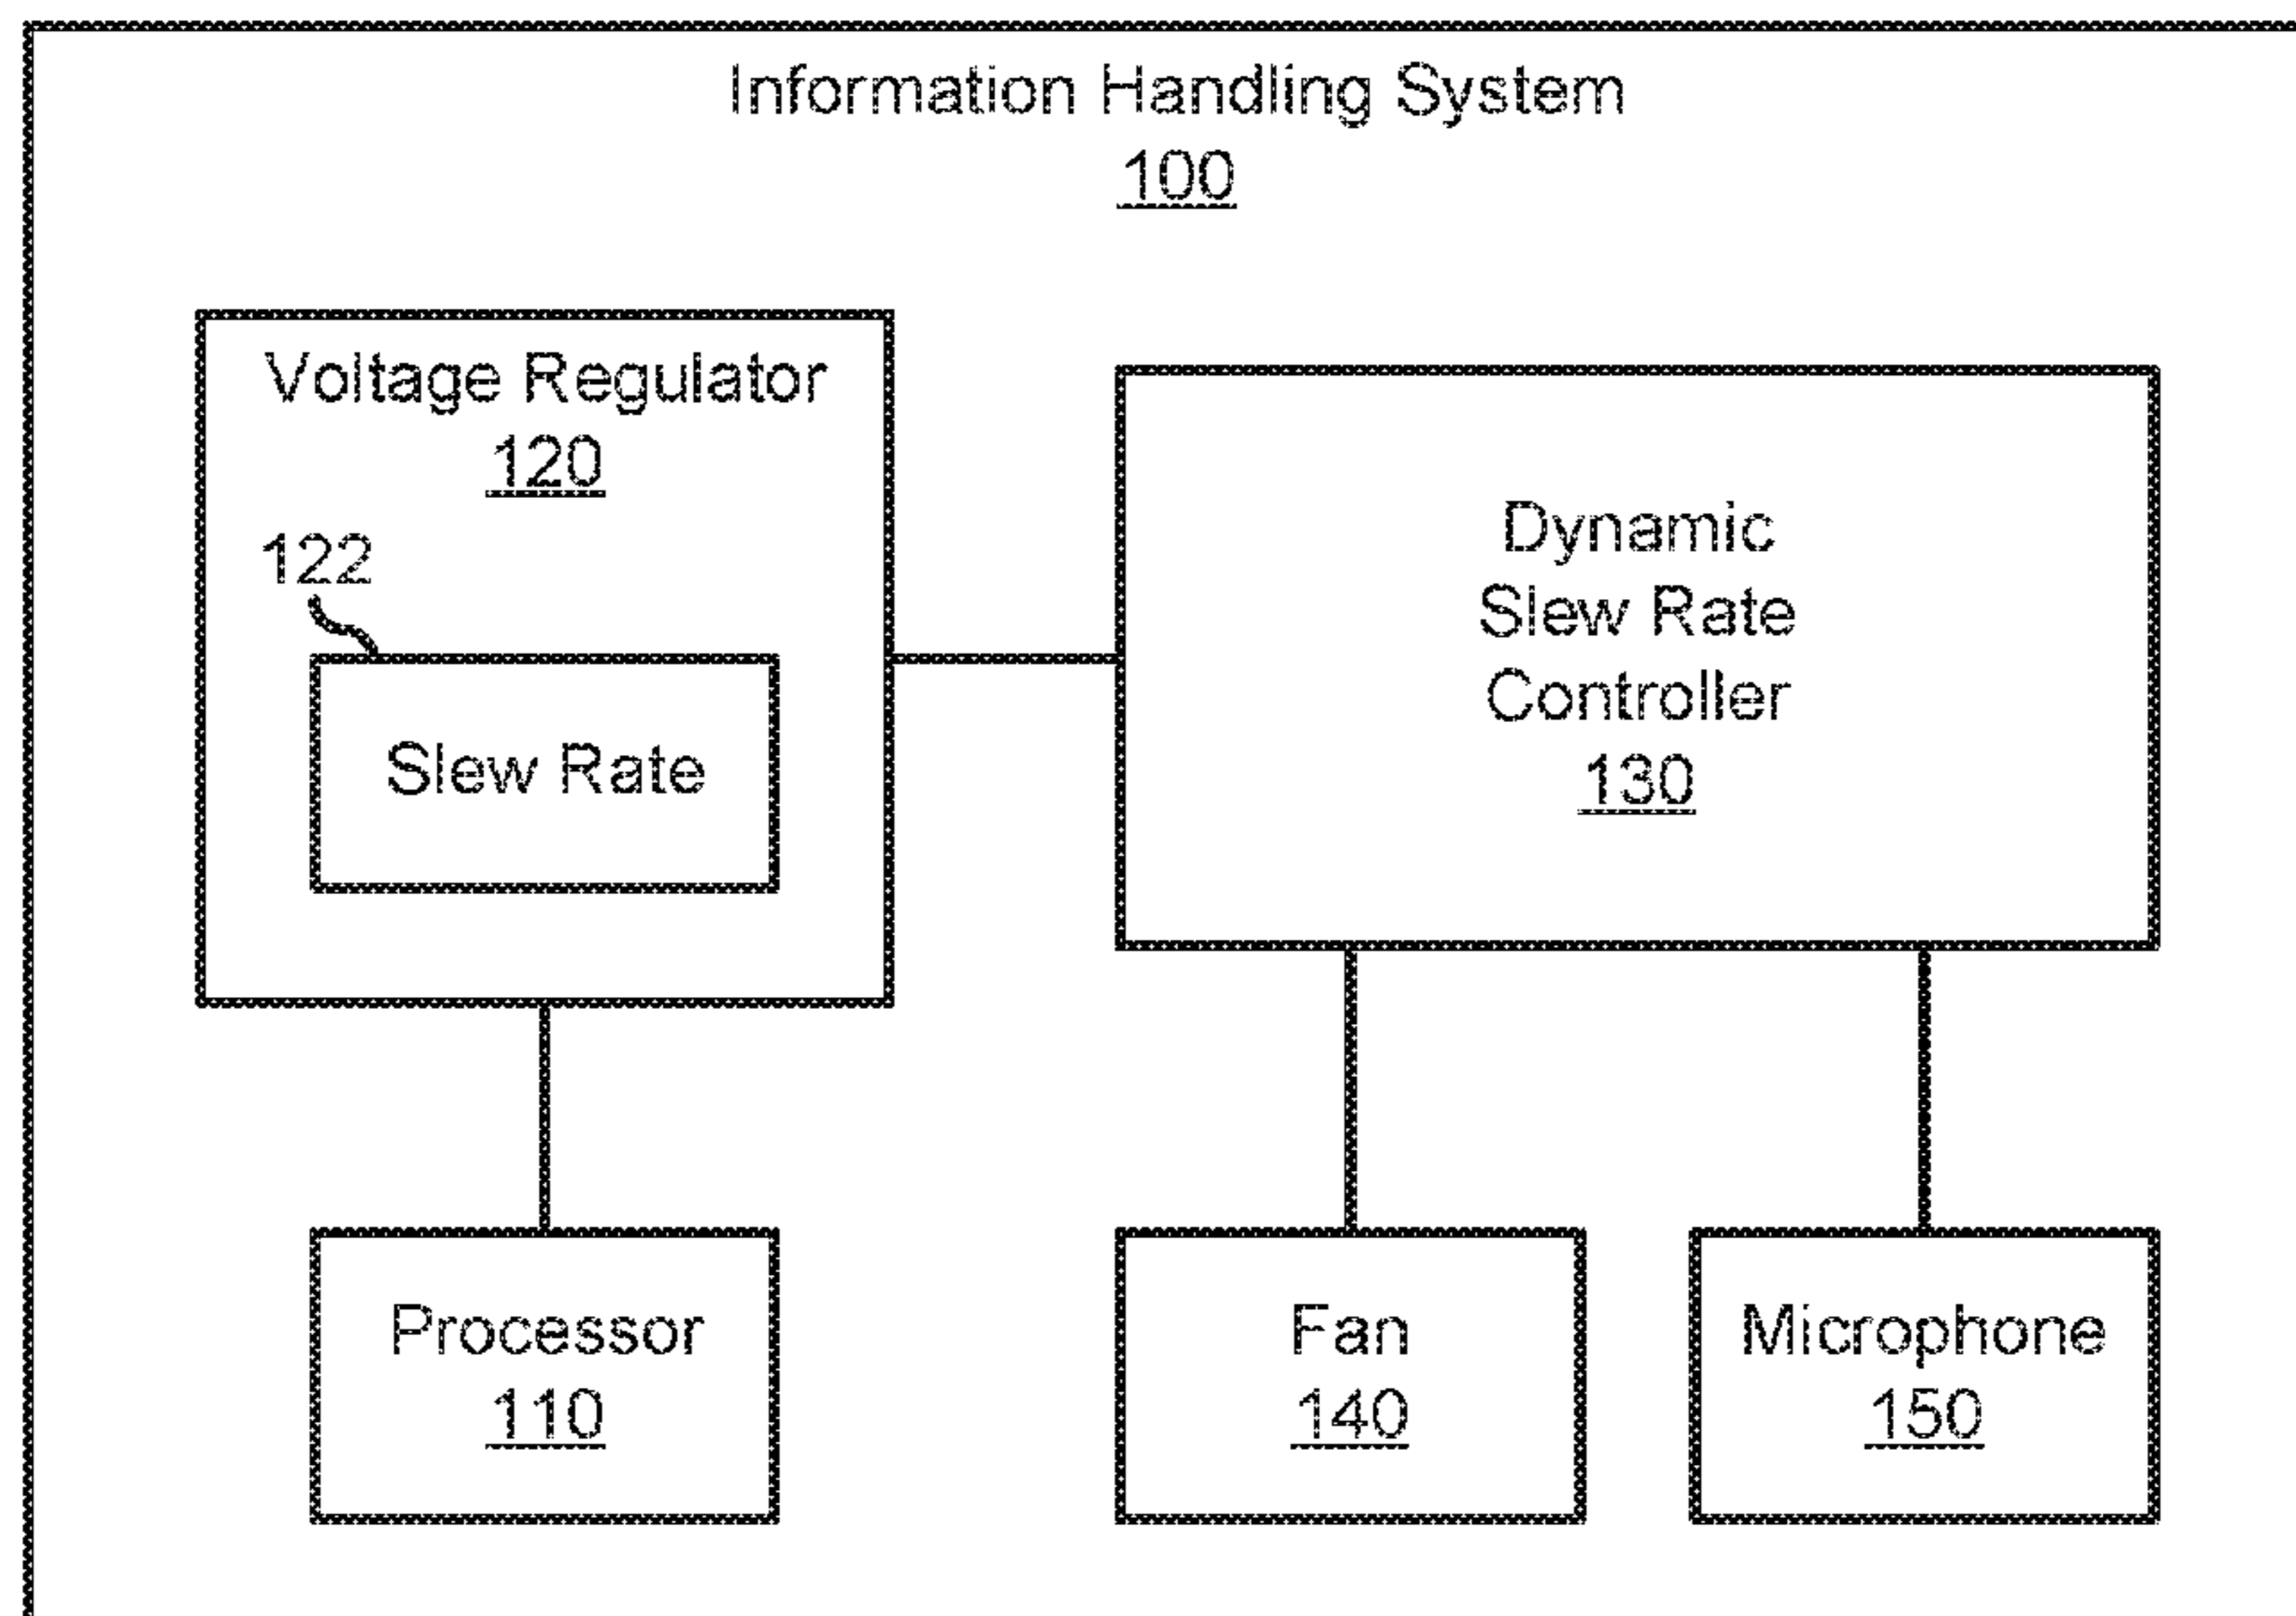 Information Handling System
100
Voltage Regulator
120
122
Slew Rate
Dynamic
Slew Rate
Controller
130
Processor
110
Fan
140
Microphone
150